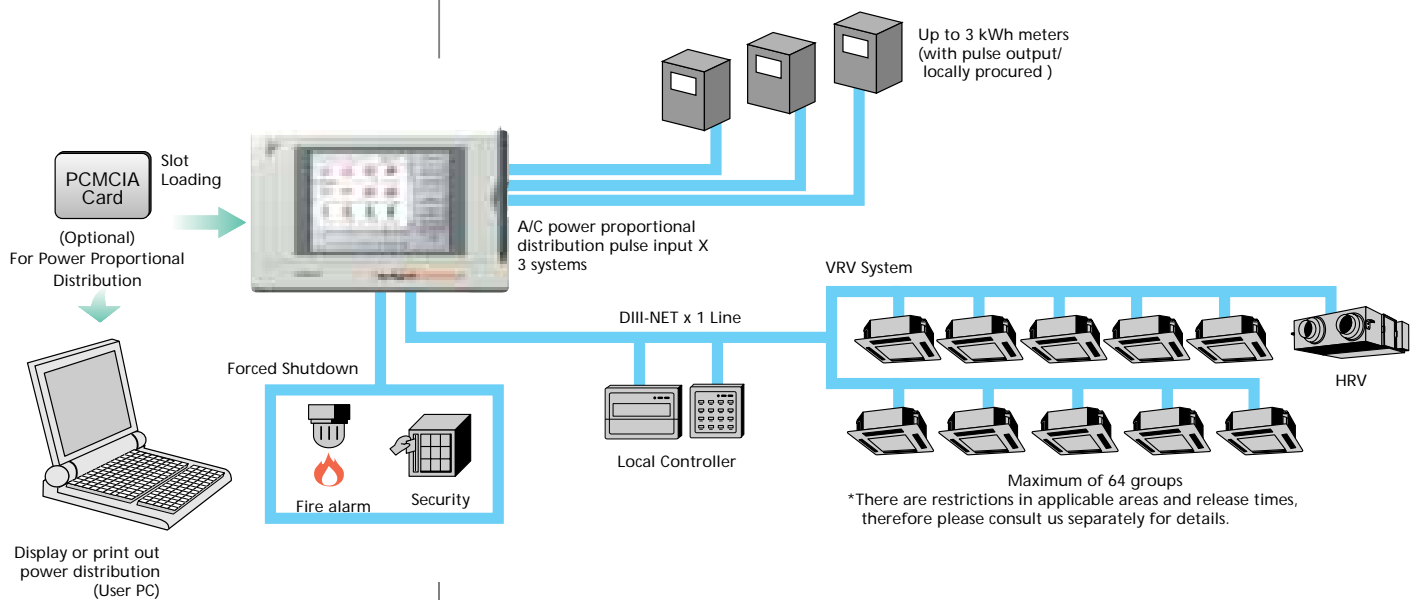 Up to 3 kWh meters
(with pulse output/
locally procured )
PCMCIA
Card
Slot
Loading
(Optional)
For Power Proportional
Distribution
A/C power proportional
distribution pulse input X
3 systems
VRV System
DIII-NET x 1 Line
HRV
Forced Shutdown
Fire alarm
Security
Local Controller
Maximum of 64 groups
*There are restrictions in applicable areas and release times,
therefore please consult us separately for details.
Display or print out
power distribution
(User PC)